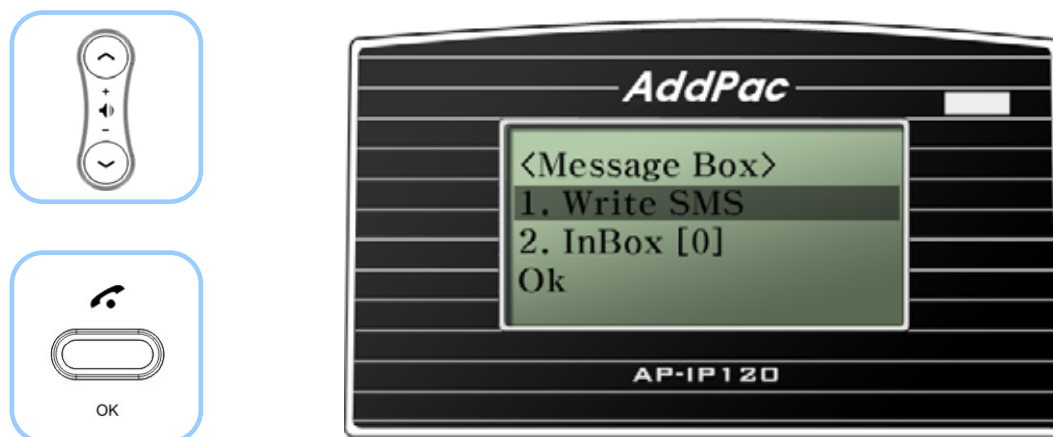 +
-
OK
AddPac
<Message Box>
1. Write SMS
2. InBox [0]
Ok
AP-IP120